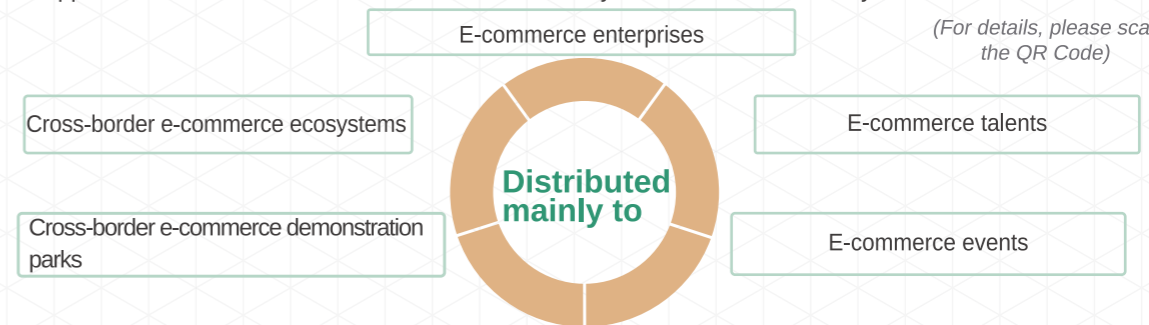 E-commerce enterprises
(For details, please sca
the QR Code)
Cross-border e-commerce ecosystems
E-commerce talents
Distributed
mainly to
Cross-border e-commerce demonstration
parks
E-commerce events